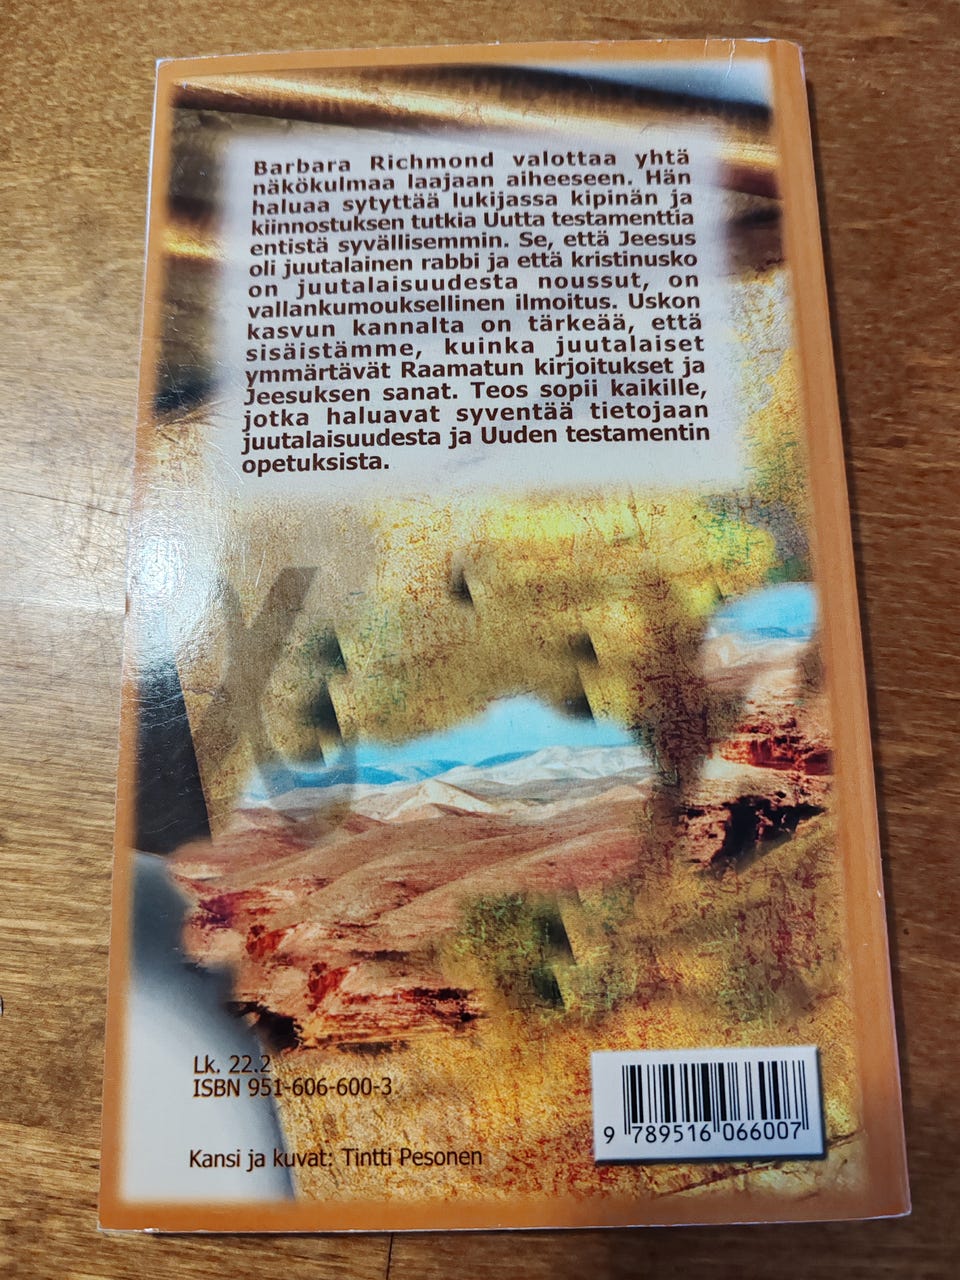 Barbara Richmond valottaa yhtä
näkökulmaa laajaan aiheeseen. Hän
haluaa sytyttää lukijassa kipinän ja
kiinnostuksen tutkia Uutta testamenttia
entistä syvällisemmin. Se, että Jeesus
oli juutalainen rabbi ja että kristinusko
on juutalaisuudesta noussut, on
vallankumouksellinen ilmoitus. Uskon
kasvun kannalta on tärkeää, että
sisäistämme, kuinka juutalaiset
ymmärtävät Raamatun kirjoitukset ja
Jeesuksen sanat. Teos sopii kaikille,
jotka haluavat syventää tietojaan
juutalaisuudesta ja Uuden testamentin
opetuksista.
Lk. 22.2
ISBN 951-606-600-3
9 789516 066007
Kansi ja kuvat: Tintti Pesonen